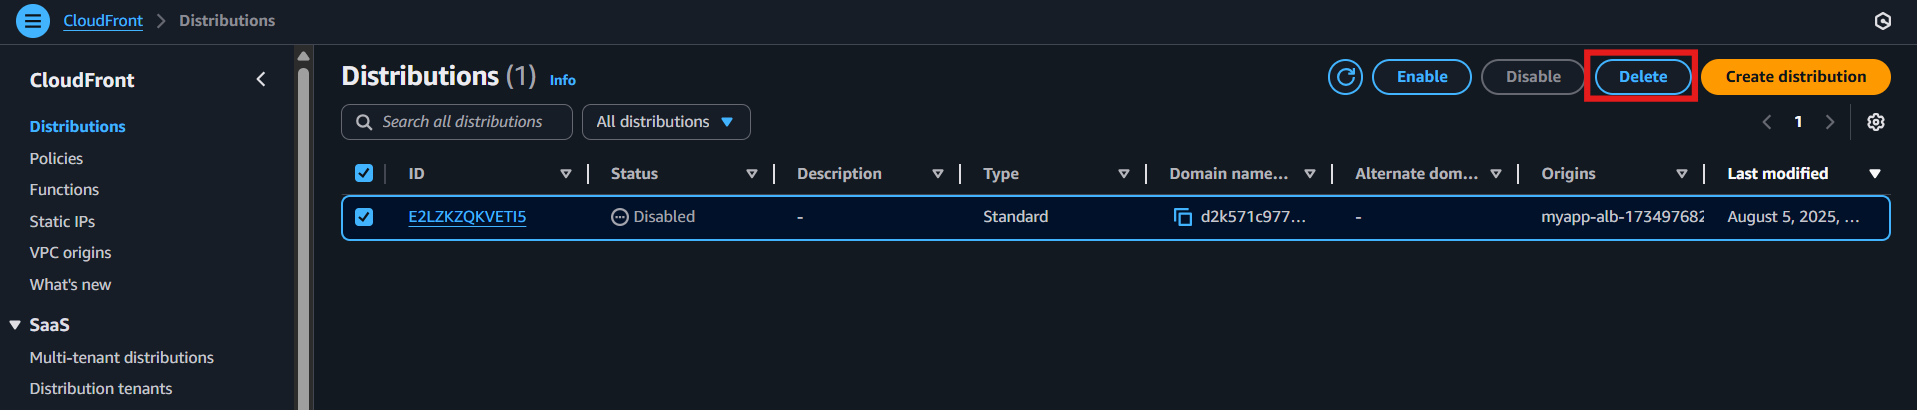 CloudFront > Distributions
CloudFront
Distributions
Policies
Functions
Static IPs
VPC origins
What's new
SaaS
Multi-tenant distributions
Distribution tenants
Distributions (1) Info
Enable Disable Delete Create distribution
Search all distributions All distributions
1
ID Status Description Type Domain name... Alternate dom... Origins Last modified
E2LZKZQKVETI5 Disabled - Standard d2k571c977... - myapp-alb-173497682 August 5, 2025, ...